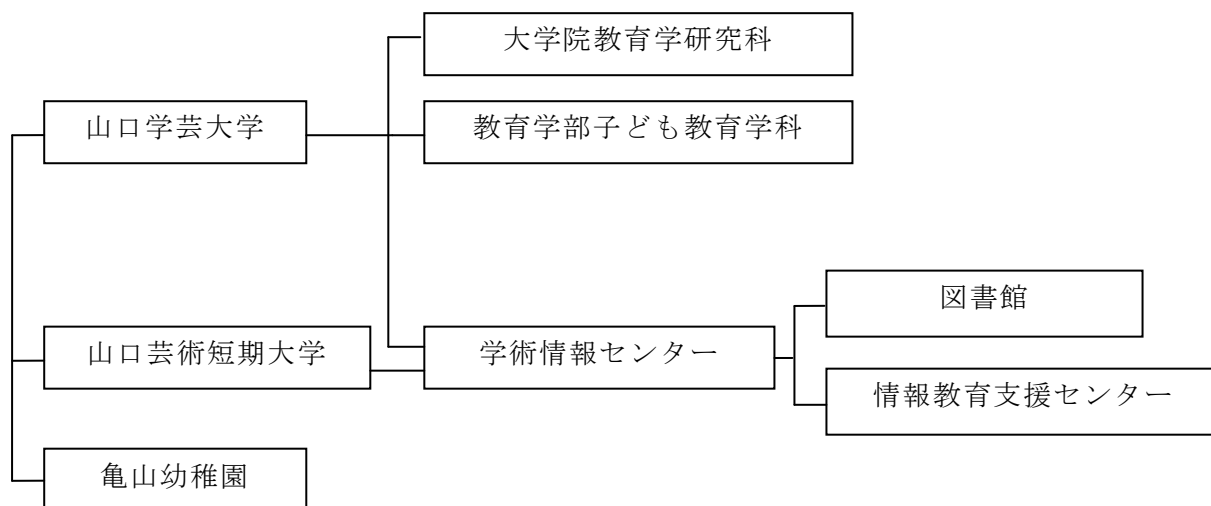 大学院教育学研究科
山口学芸大学
教育学部子ども教育学科
図書館
山口芸術短期大学
学術情報センター
情報教育支援センター
亀山幼稚園